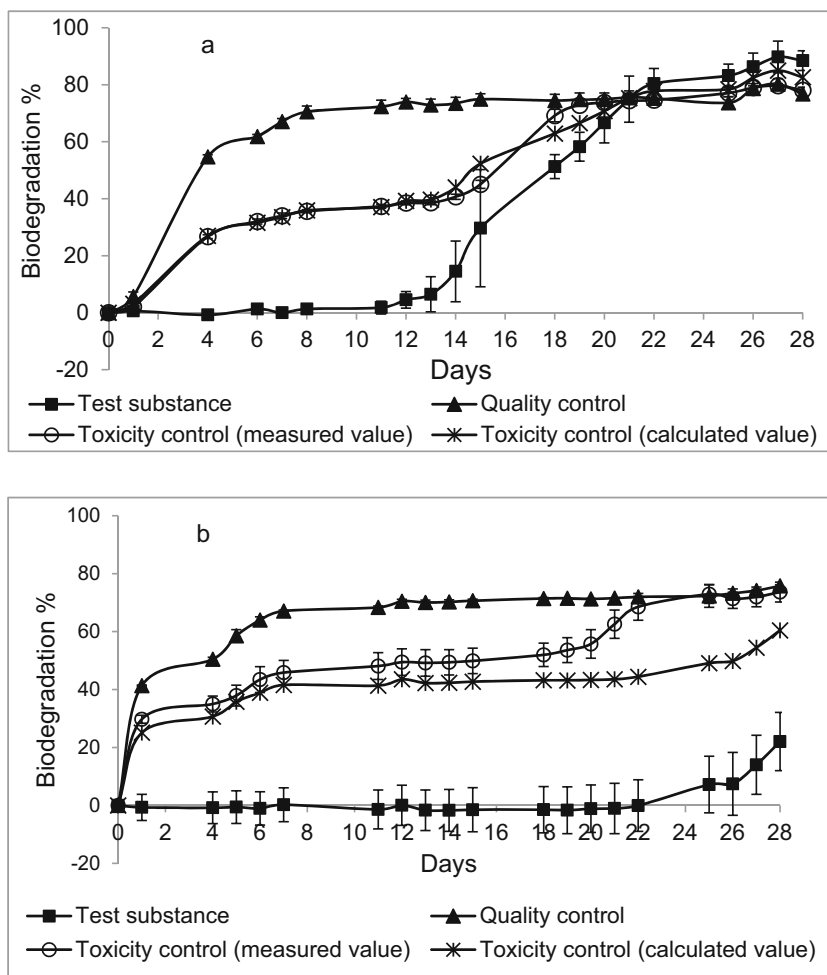 a
100
80
60
40
20
0
-20
Biodegradation %
0 2 4 6 8 10 12 14 16 18 20 22 24 26 28
Days
Test substance Quality control
Toxicity control (measured value) Toxicity control (calculated value)
b
100
80
60
40
20
0
-20
Biodegradation %
0 2 4 6 8 10 12 14 16 18 20 22 24 26 28
Days
Test substance Quality control
Toxicity control (measured value) Toxicity control (calculated value)